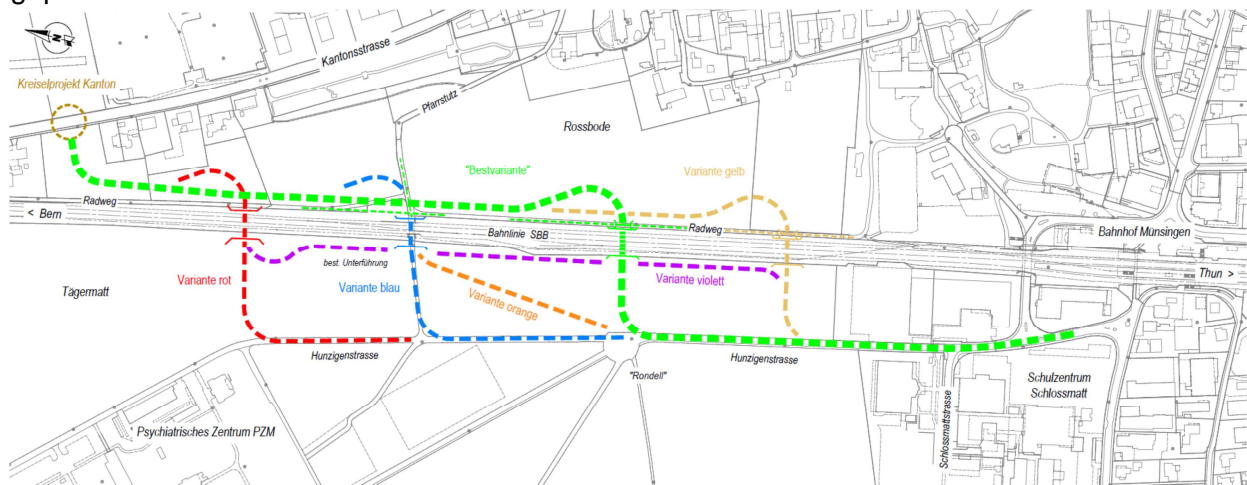 N
Kreiselprojekt Kanton
Kantonsstrasse
Pfarrstutz
Rossbode
"Bestvariante"
Variante gelb
Radweg
Radweg
< Bern
Bahnlinie SBB
Bahnhof Münsingen
Thun >
best. Unterführung
Variante rot
Variante blau
Variante orange
Variante violett
Tägermatt
Hunzigenstrasse
Hunzigenstrasse
"Rondell"
Schulzentrum
Schlossmatt
Schlossmattstrasse
Psychiatrisches Zentrum PZM